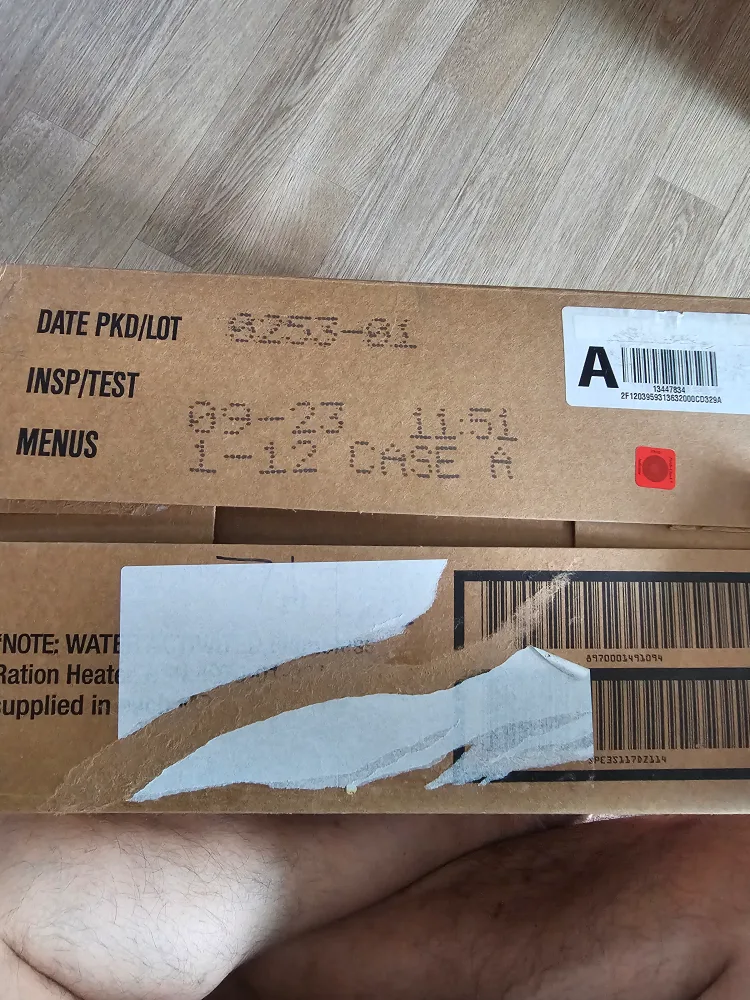 DATE PKD/LOT 0253-01
INSP/TEST 09-23 11:51
MENUS 1-12 CASE A
A
13447834
2F1203959313632000CD329A
*NOTE: WATE
Ration Heate
supplied in
8970001491094
SPE3S117DZ114